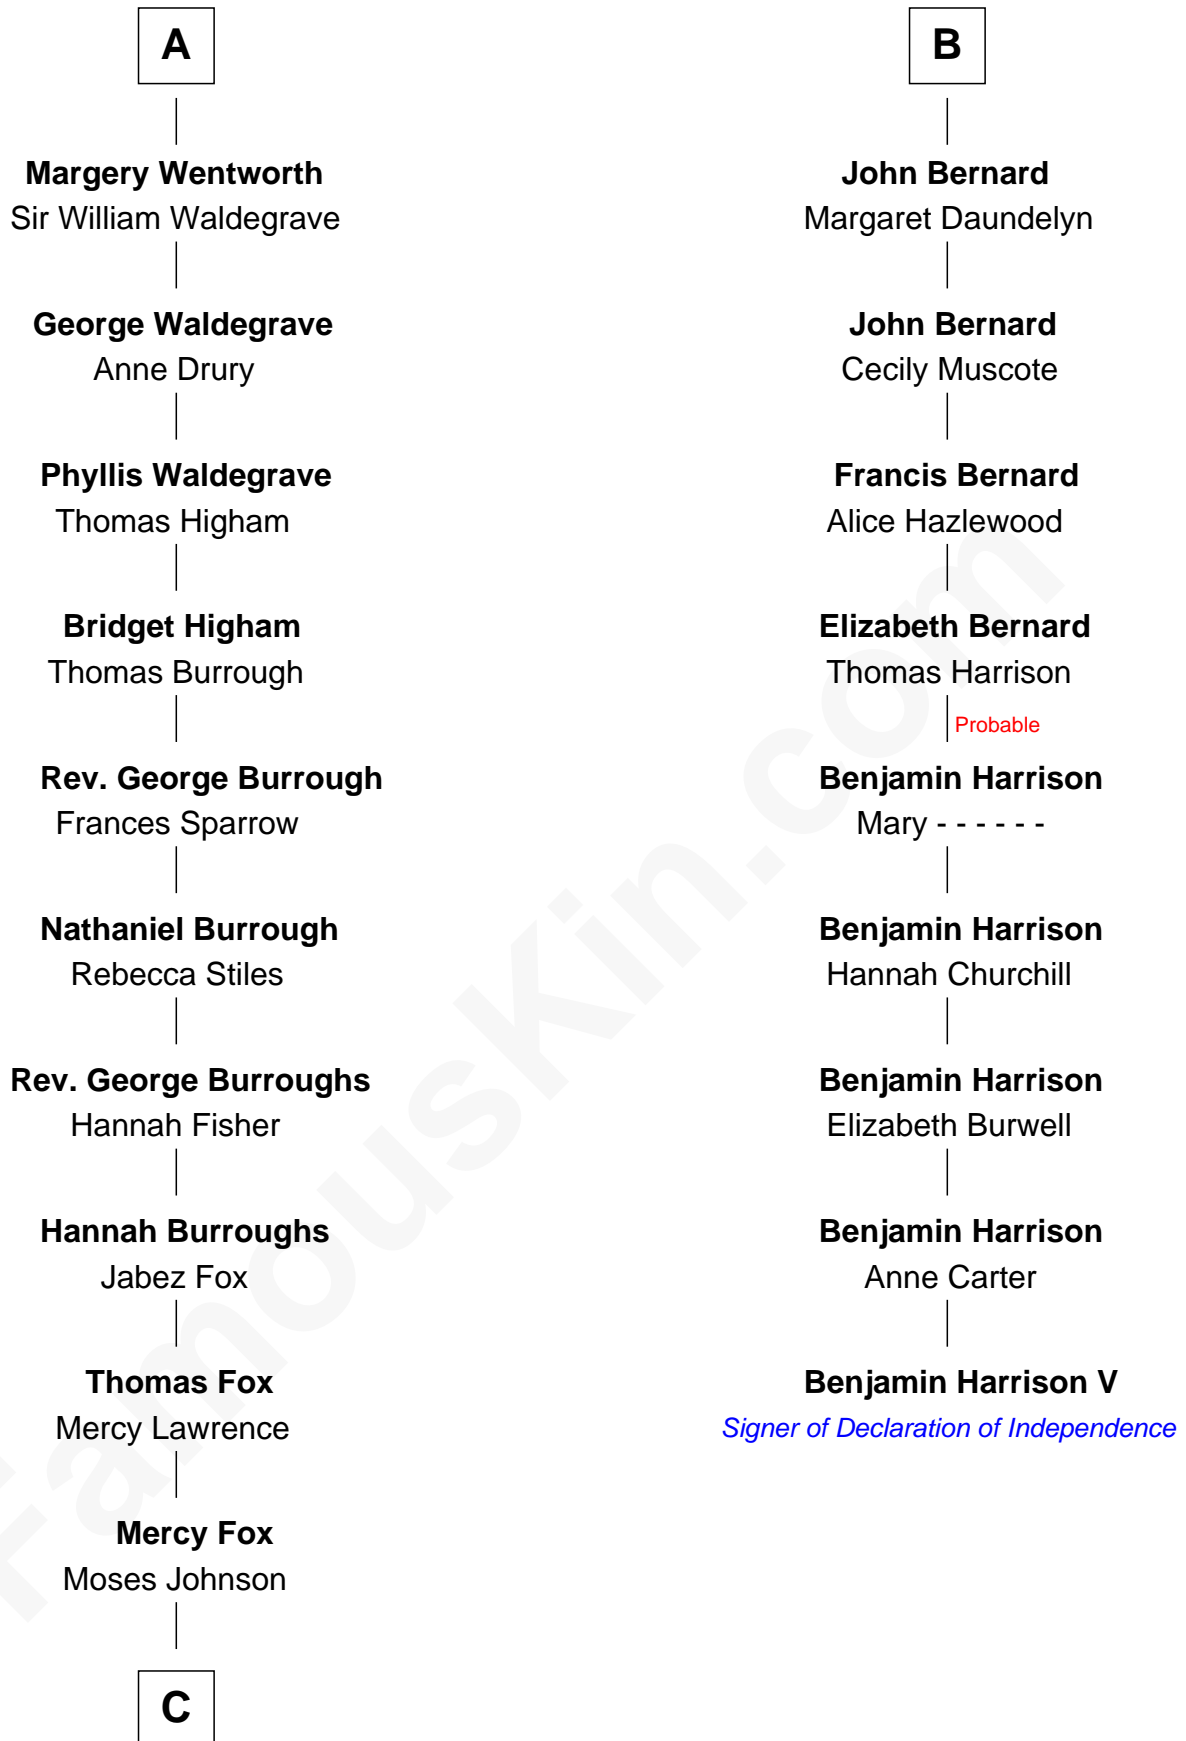 A
Margery Wentworth
Sir William Waldegrave
George Waldegrave
Anne Drury
Phyllis Waldegrave
Thomas Higham
Bridget Higham
Thomas Burrough
Rev. George Burrough
Frances Sparrow
Nathaniel Burrough
Rebecca Stiles
Rev. George Burroughs
Hannah Fisher
Hannah Burroughs
Jabez Fox
Thomas Fox
Mercy Lawrence
Mercy Fox
Moses Johnson
C
B
John Bernard
Margaret Daundelyn
John Bernard
Cecily Muscote
Francis Bernard
Alice Hazlewood
Elizabeth Bernard
Thomas Harrison
Probable
Benjamin Harrison
Mary - - - - - -
Benjamin Harrison
Hannah Churchill
Benjamin Harrison
Elizabeth Burwell
Benjamin Harrison
Anne Carter
Benjamin Harrison V
Signer of Declaration of Independence
FamousKin.com